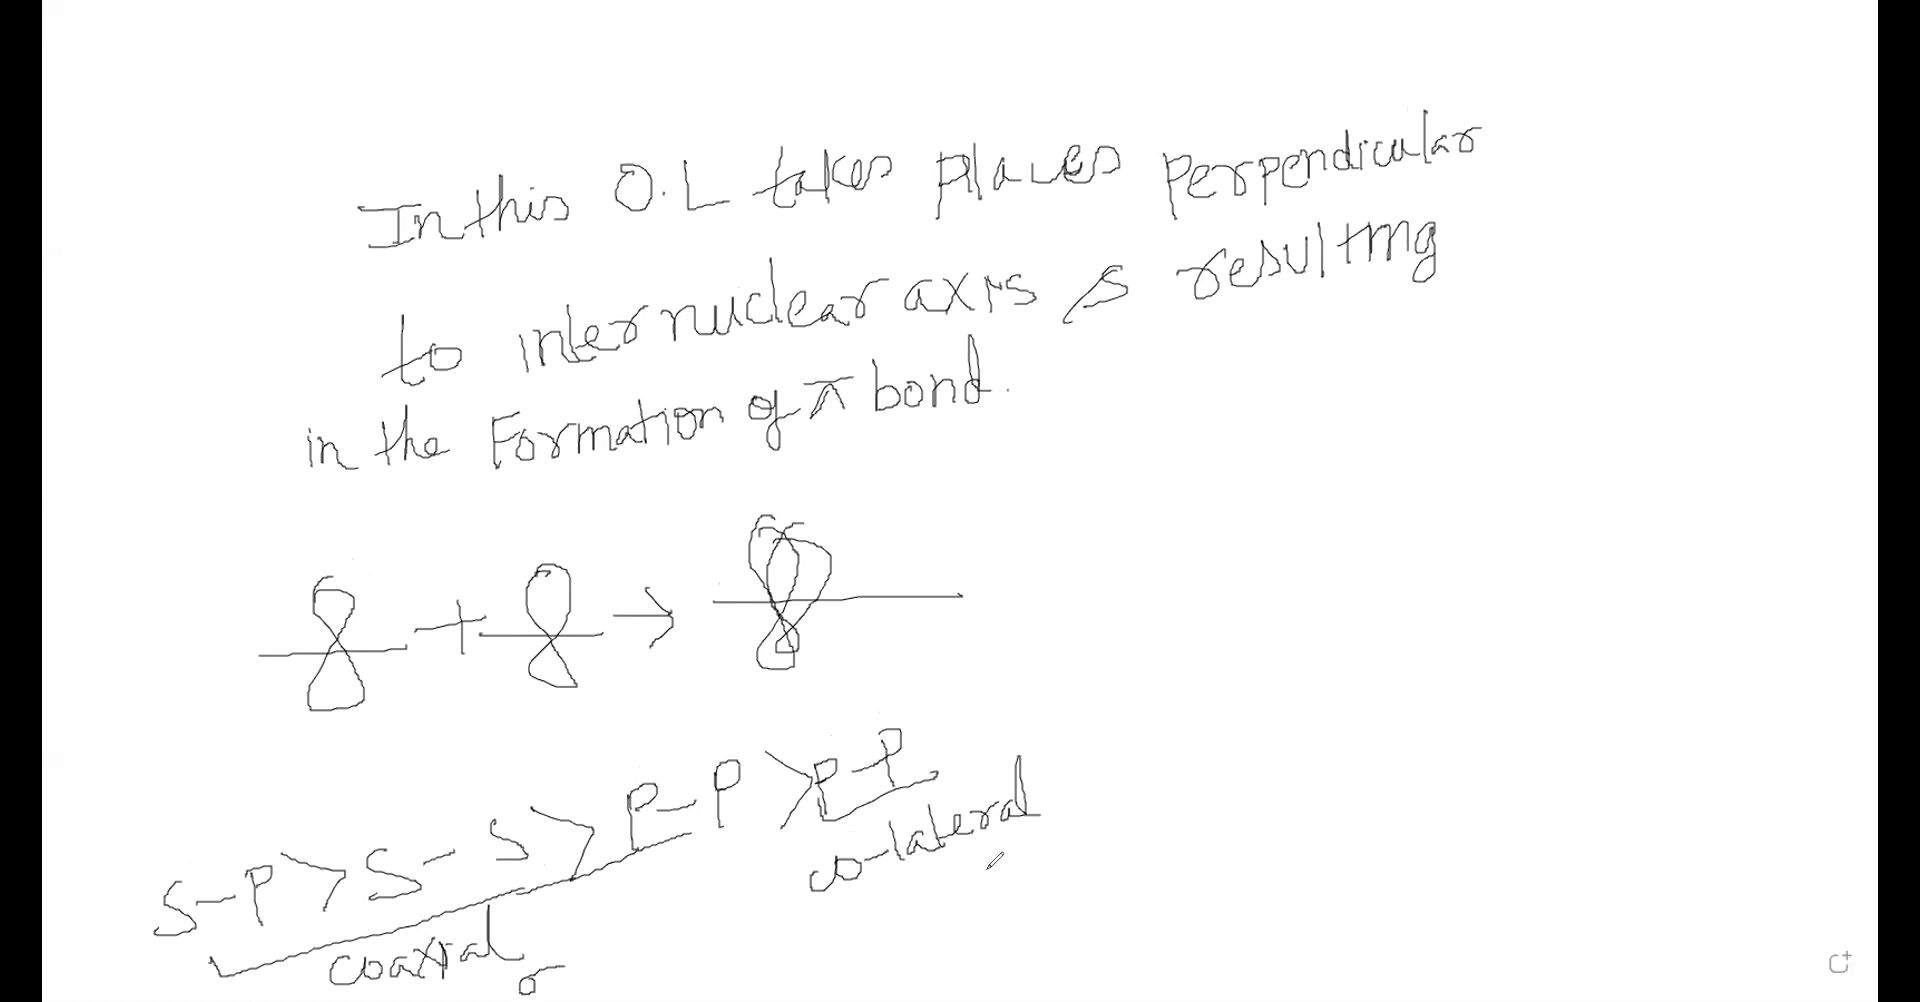 In this O.L takes places perpendicular
to internuclear axis & resulting
in the Formation of π bond.
+ →
S-P > S-S > P-P > P-P
co-lateral
coaxial
σ